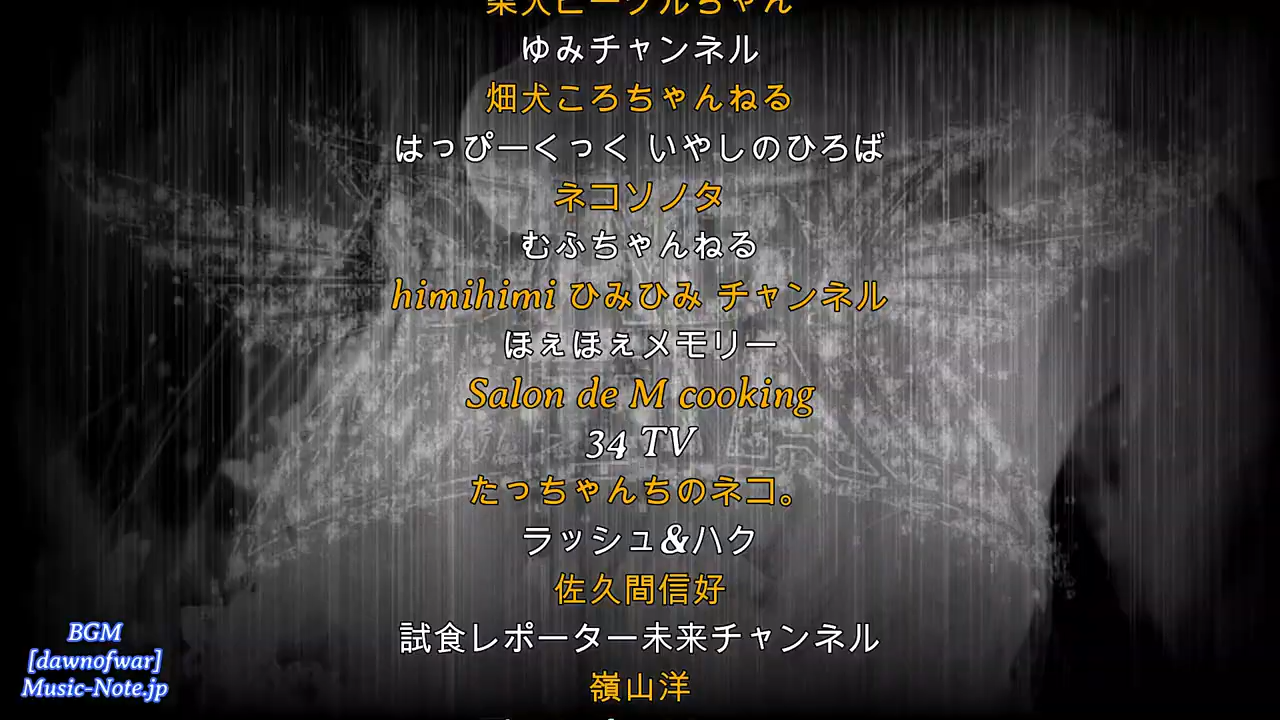 ゆみチャンネル
畑犬ころちゃんねる
はっぴーくっく いやしのひろば
ネコソノタ
むふちゃんねる
himihimi ひみひみ チャンネル
ほぇほぇメモリー
Salon de M cooking
34 TV
たっちゃんちのネコ。
ラッシュ&ハク
佐久間信好
試食レポーター未来チャンネル
嶺山洋
BGM
[dawnofwar]
Music-Note.jp